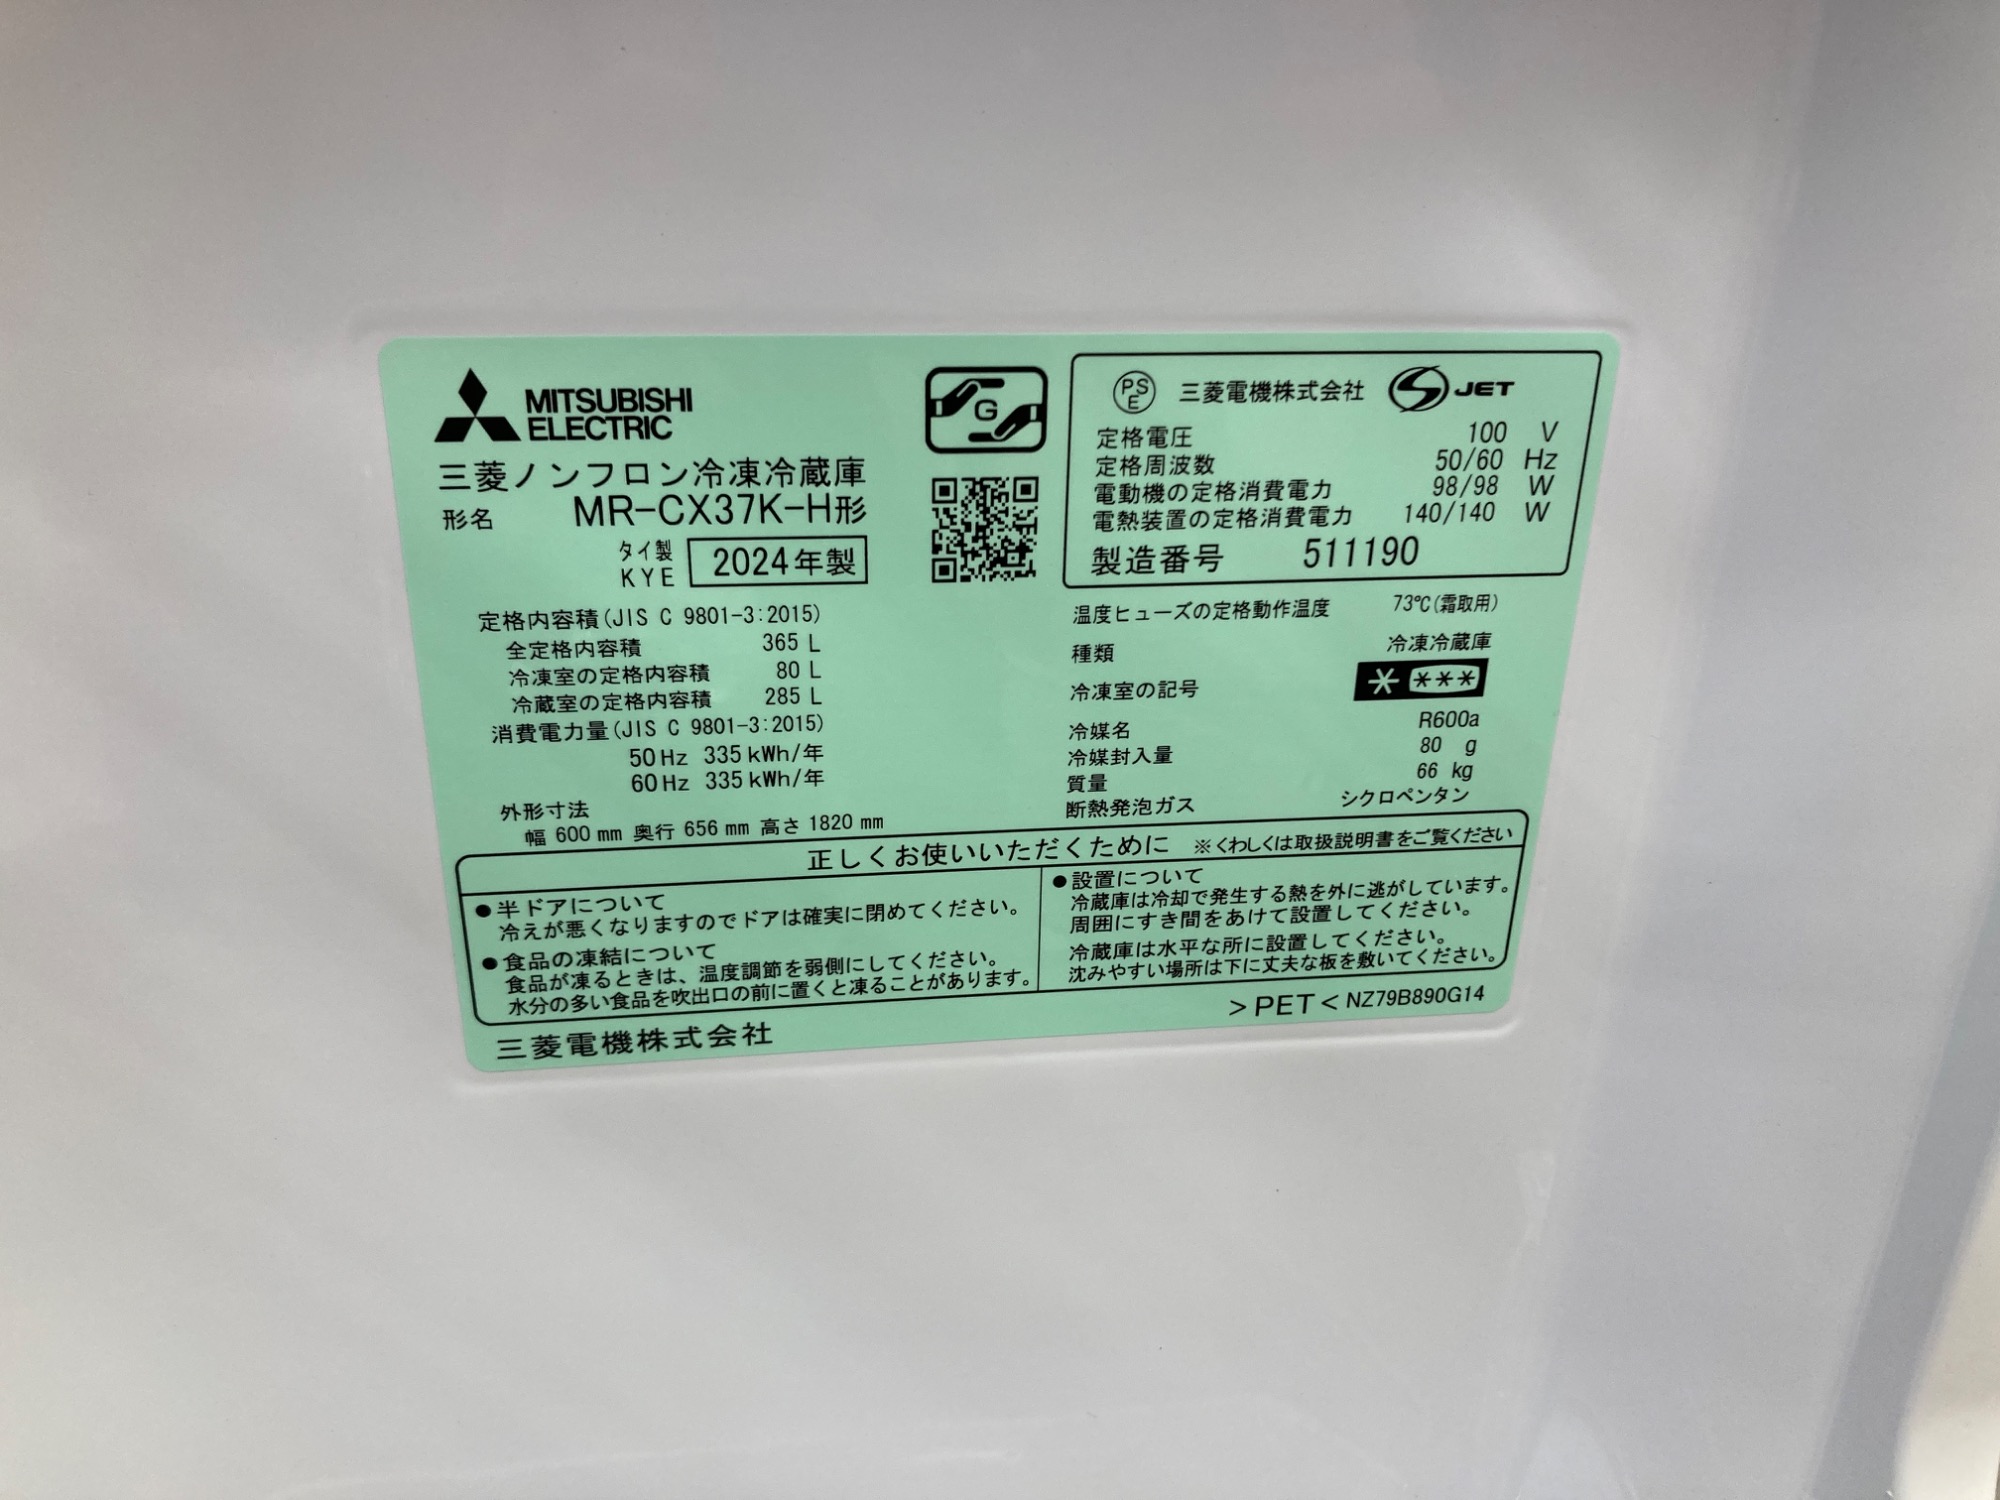 MITSUBISHI
ELECTRIC
三菱ノンフロン冷凍冷蔵庫
形名 MR-CX37K-H形
タイ製
KYE 2024年製
定格内容積(JIS C 9801-3:2015)
全定格内容積 365 L
冷凍室の定格内容積 80 L
冷蔵室の定格内容積 285 L
消費電力量(JIS C 9801-3:2015)
50Hz 335kWh/年
60Hz 335kWh/年
外形寸法
幅 600mm 奥行 656mm 高さ 1820mm
G
PS
E
三菱電機株式会社 S JET
定格電圧 100 V
定格周波数 50/60 Hz
電動機の定格消費電力 98/98 W
電熱装置の定格消費電力 140/140 W
製造番号 511190
温度ヒューズの定格動作温度 73℃(霜取用)
種類 冷凍冷蔵庫
冷凍室の記号 * ***
冷媒名 R600a
冷媒封入量 80 g
質量 66 kg
断熱発泡ガス シクロペンタン
正しくお使いいただくために ※くわしくは取扱説明書をご覧ください
●半ドアについて
冷えが悪くなりますのでドアは確実に閉めてください。
●食品の凍結について
食品が凍るときは、温度調節を弱側にしてください。
水分の多い食品を吹出口の前に置くと凍ることがあります。
●設置について
冷蔵庫は冷却で発生する熱を外に逃がしています。
周囲にすき間をあけて設置してください。
冷蔵庫は水平な所に設置してください。
沈みやすい場所は下に丈夫な板を敷いてください。
三菱電機株式会社
>PET< NZ79B890G14